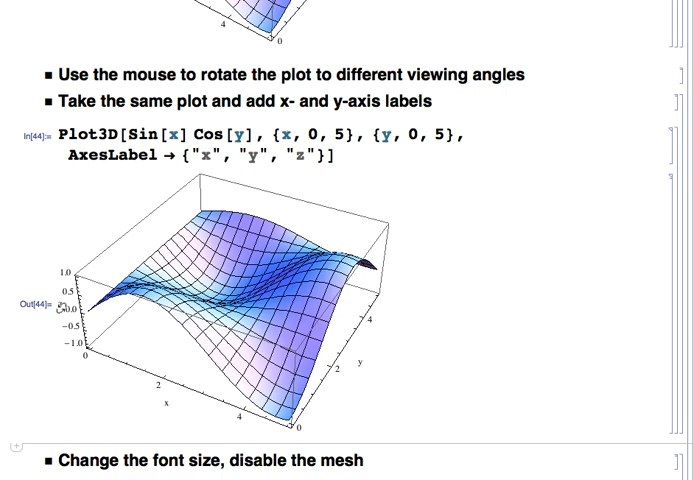 4
0
▪ Use the mouse to rotate the plot to different viewing angles
▪ Take the same plot and add x- and y-axis labels
In[44]:= Plot3D[Sin[x] Cos[y], {x, 0, 5}, {y, 0, 5},
AxesLabel → {"x", "y", "z"}]
1.0
0.5
Out[44]= 0.0
-0.5
-1.0
0
2
x
4
0
2
y
4
▪ Change the font size, disable the mesh